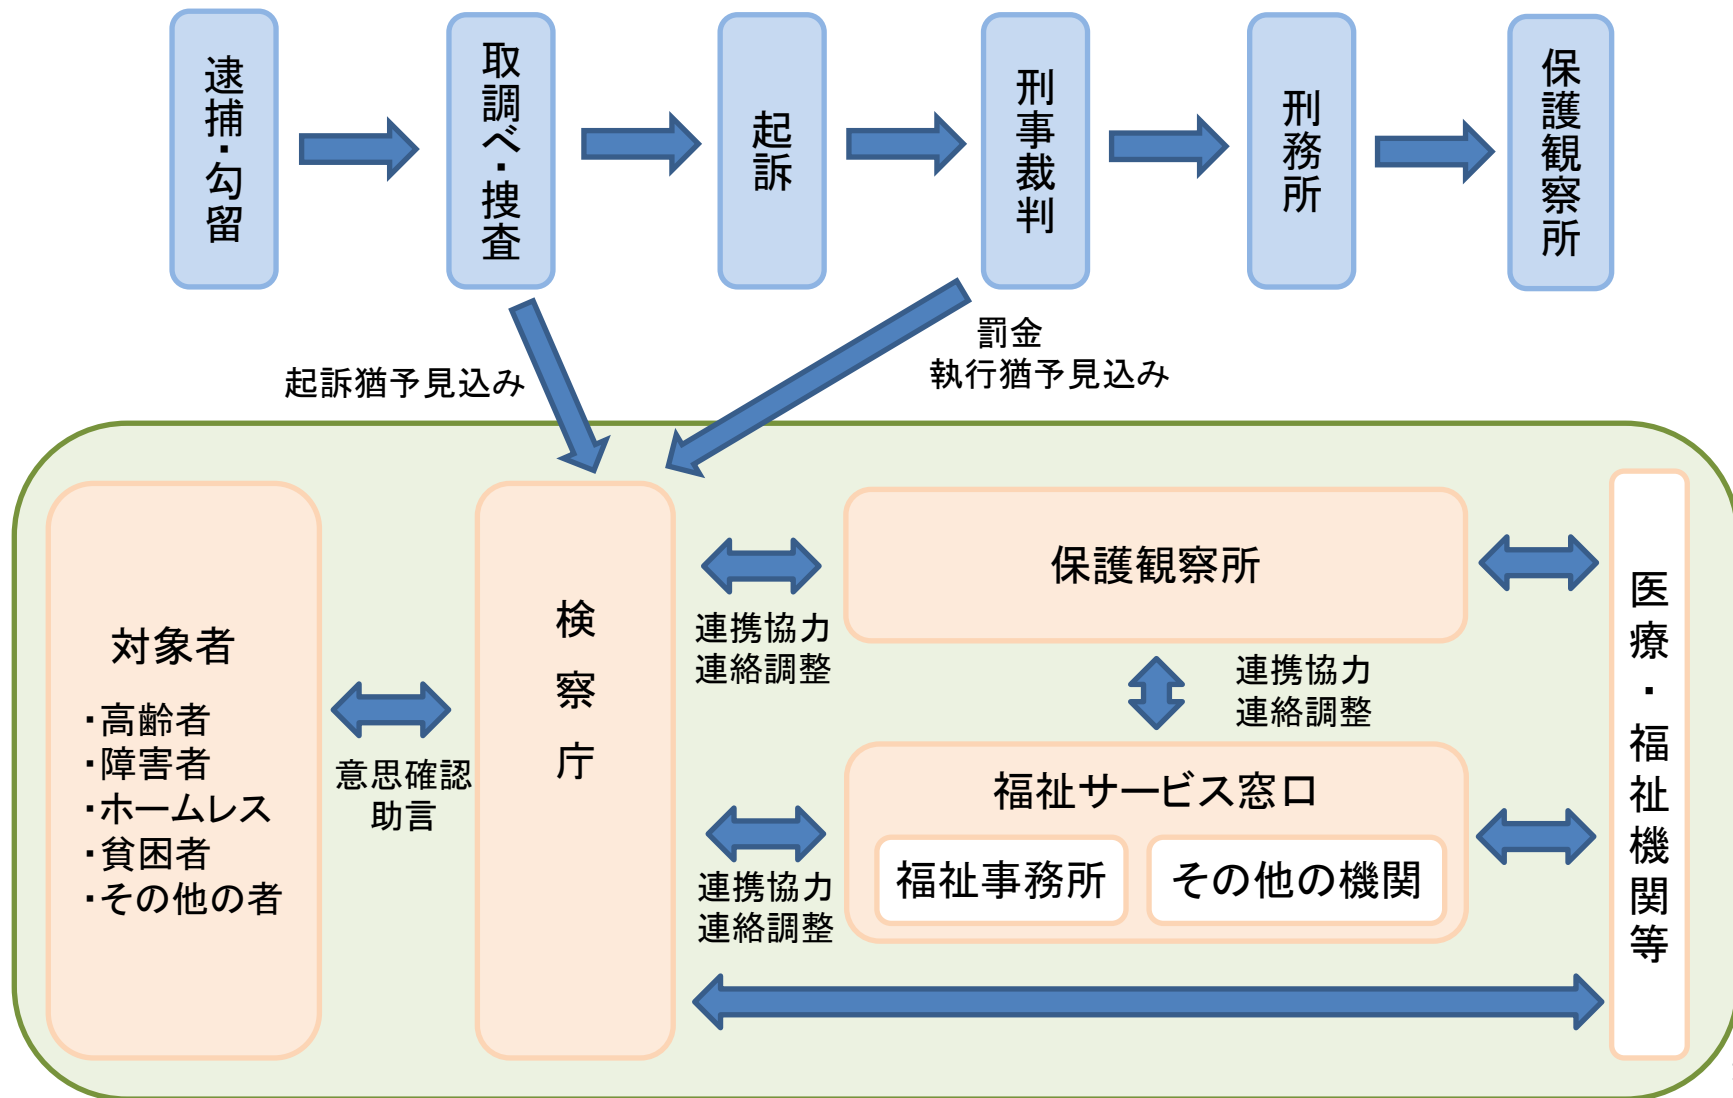 逮捕・勾留
取調べ・捜査
起訴
刑事裁判
刑務所
保護観察所
起訴猶予見込み
罰金
執行猶予見込み
対象者
・高齢者
・障害者
・ホームレス
・貧困者
・その他の者
意思確認
助言
検察庁
連携協力
連絡調整
保護観察所
連携協力
連絡調整
福祉サービス窓口
福祉事務所
その他の機関
連携協力
連絡調整
医療・福祉機関等